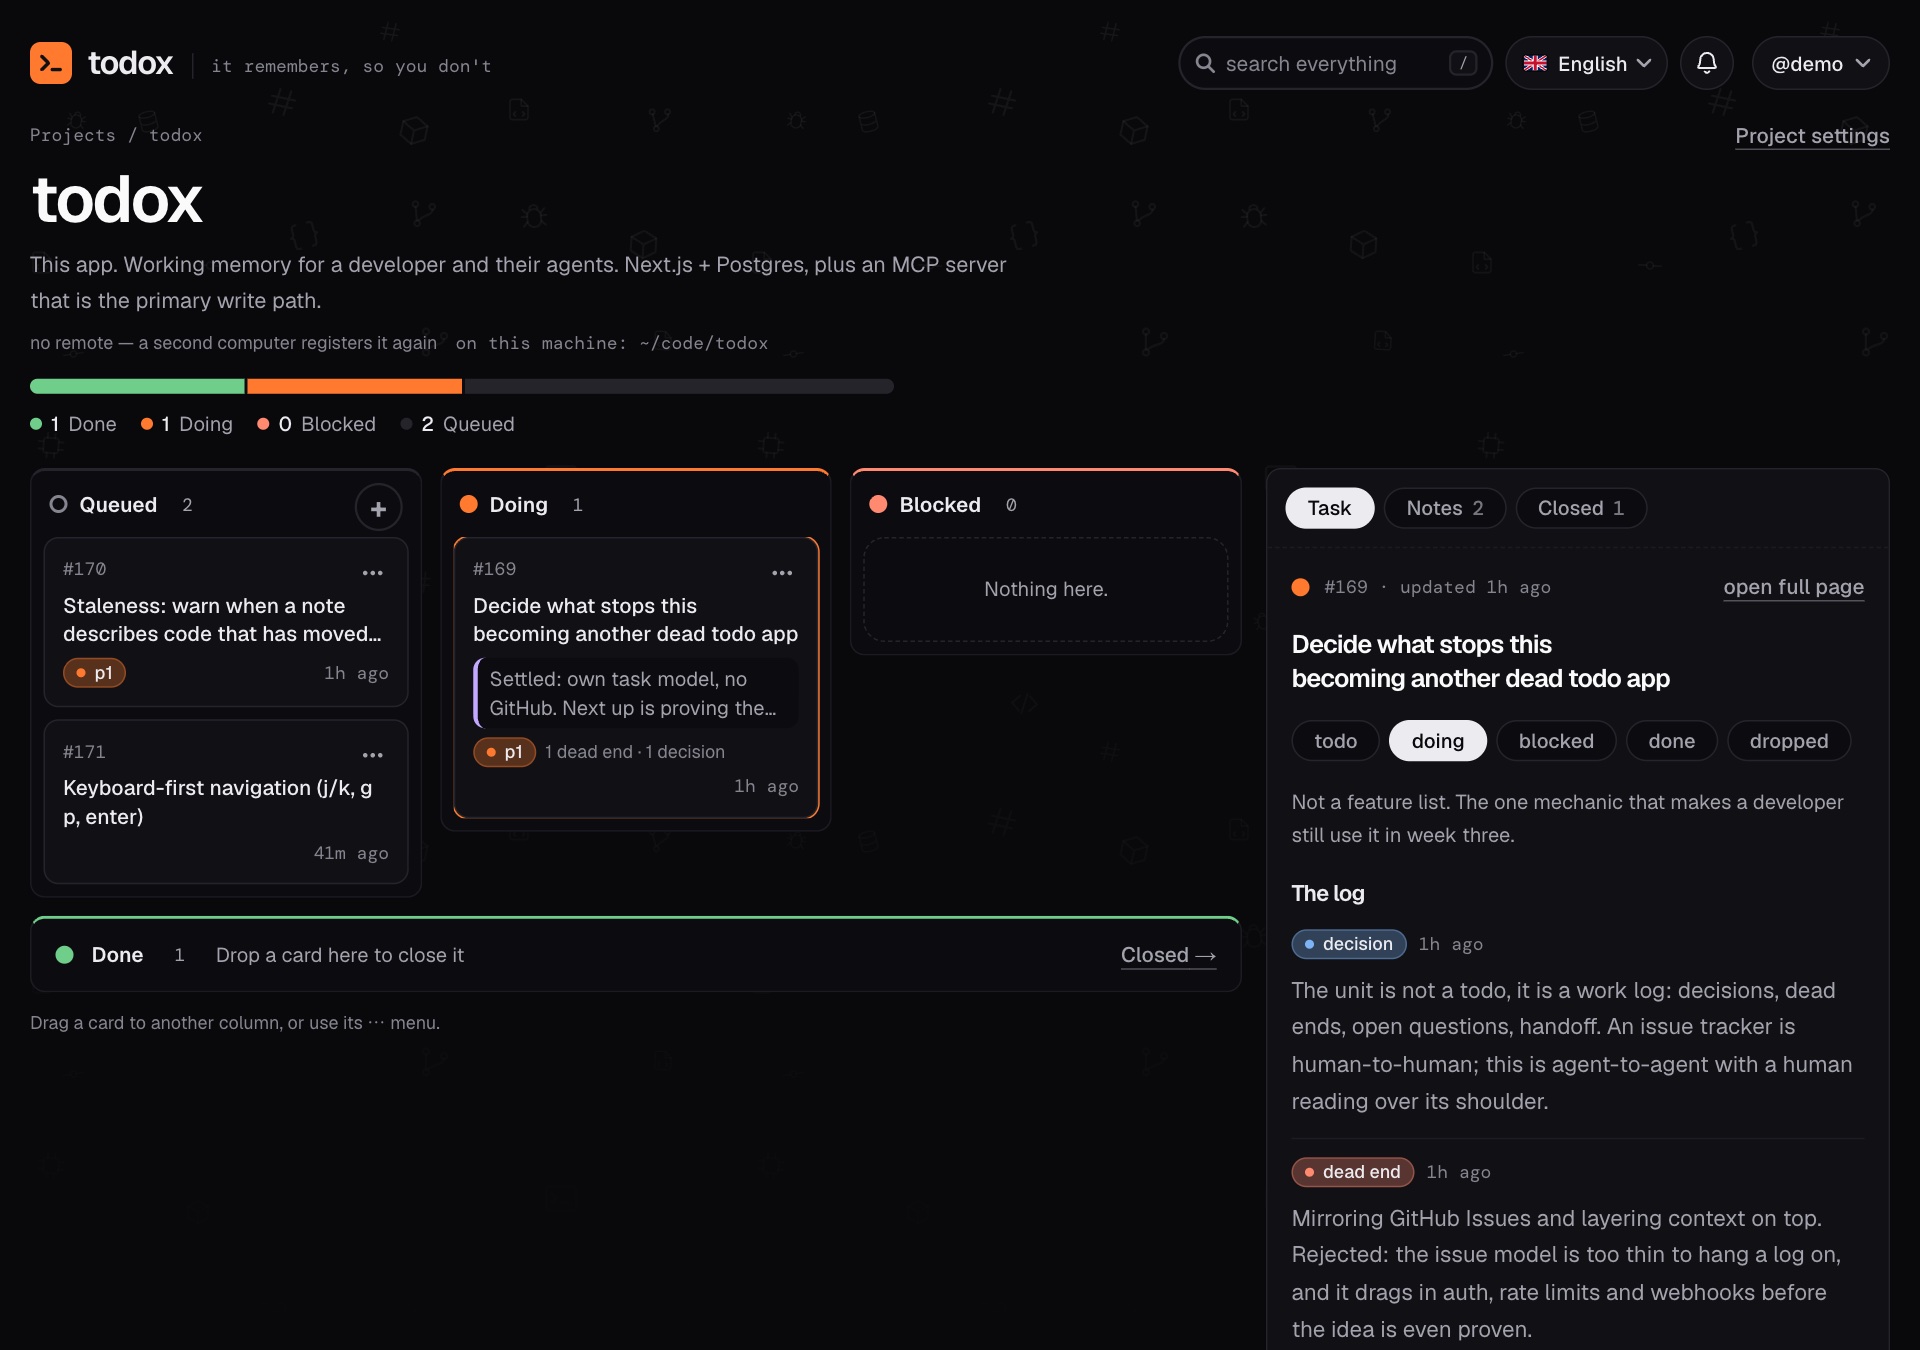 todox
it remembers, so you don't
search everything /
English
@demo
Projects / todox
Project settings
todox
This app. Working memory for a developer and their agents. Next.js + Postgres, plus an MCP server
that is the primary write path.
no remote — a second computer registers it again on this machine: ~/code/todox
1 Done 1 Doing 0 Blocked 2 Queued
Queued 2
+
#170
Staleness: warn when a note
describes code that has moved…
p1 1h ago
#171
Keyboard-first navigation (j/k, g
p, enter)
41m ago
Doing 1
#169
Decide what stops this
becoming another dead todo app
Settled: own task model, no
GitHub. Next up is proving the…
p1 1 dead end · 1 decision
1h ago
Blocked 0
Nothing here.
Done 1 Drop a card here to close it Closed →
Drag a card to another column, or use its ··· menu.
Task Notes 2 Closed 1
#169 · updated 1h ago open full page
Decide what stops this
becoming another dead todo app
todo doing blocked done dropped
Not a feature list. The one mechanic that makes a developer
still use it in week three.
The log
decision 1h ago
The unit is not a todo, it is a work log: decisions, dead
ends, open questions, handoff. An issue tracker is
human-to-human; this is agent-to-agent with a human
reading over its shoulder.
dead end 1h ago
Mirroring GitHub Issues and layering context on top.
Rejected: the issue model is too thin to hang a log on,
and it drags in auth, rate limits and webhooks before
the idea is even proven.